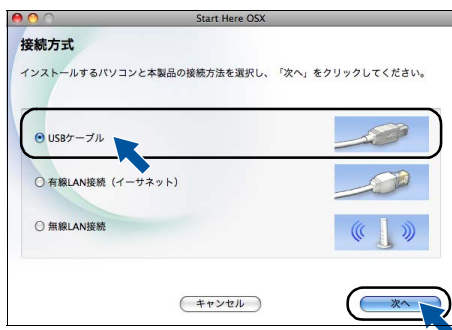 Start Here OSX
接続方式
インストールするパソコンと本製品の接続方法を選択し、「次へ」をクリックしてください。
USBケーブル
有線LAN接続（イーサネット）
無線LAN接続
キャンセル
次へ